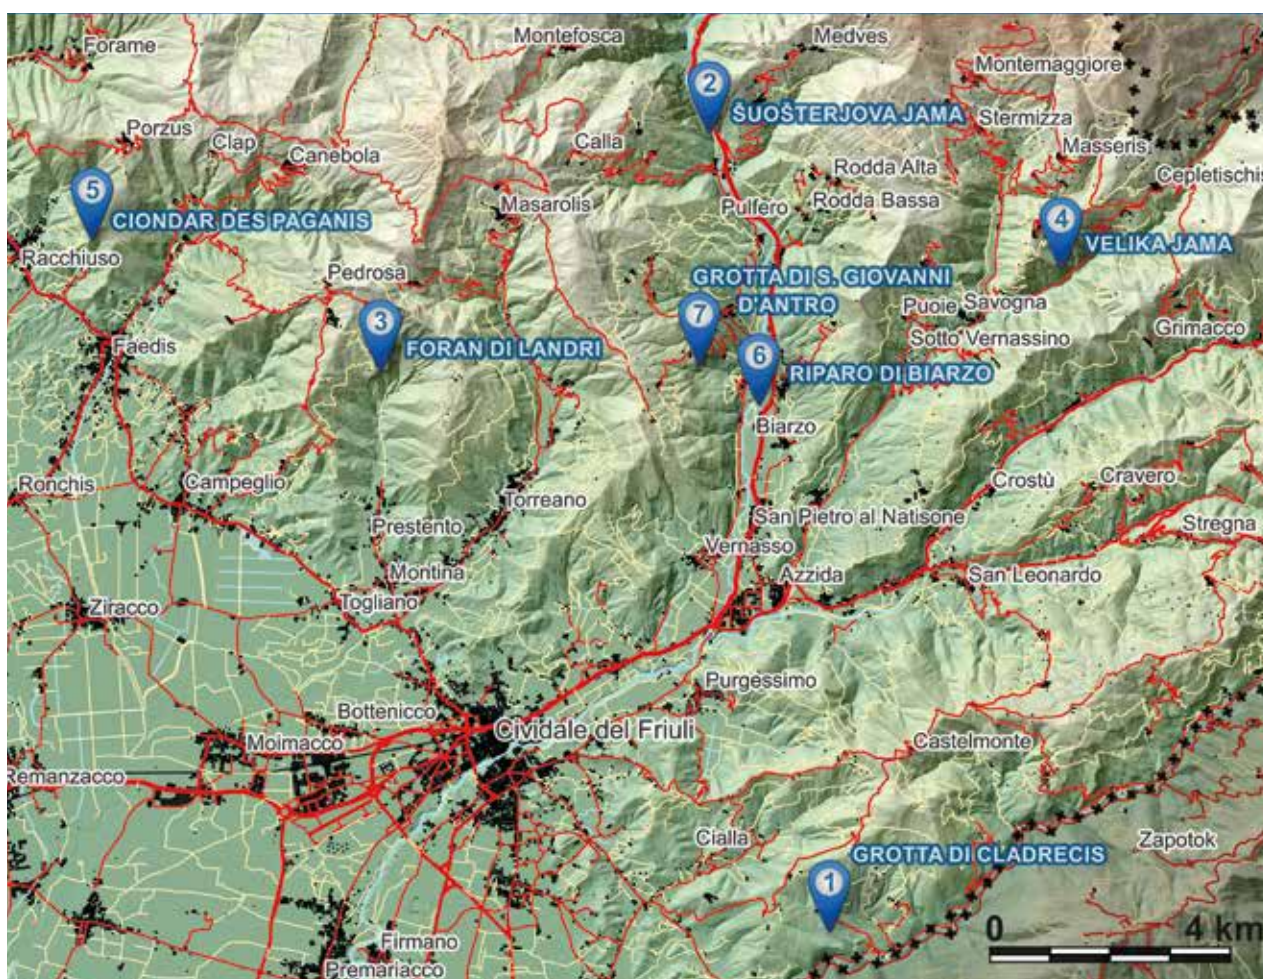 Forame
Montefosca
Medves
Montemaggiore
2
ŠUOŠTERJOVA JAMA
Stermizza
Porzus
Clap
Canebola
Calla
Masseris
Rodda Alta
Cepletischis
5
CIONDAR DES PAGANIS
Masarolis
Pulfero
Rodda Bassa
4
VELIKA JAMA
Racchiuso
Pedrosa
GROTTA DI S. GIOVANNI
D'ANTRO
7
Puoie
Savogna
3
FORAN DI LANDRI
Faedis
Sotto Vernassino
Grimacco
6
RIPARO DI BIARZO
Biarzo
Ronchis
Campeglio
Torreano
Crostù
Cravero
Prestento
San Pietro al Natisone
Stregna
Vernasso
Montina
Azzida
San Leonardo
Ziracco
Togliano
Purgessimo
Bottenicco
Cividale del Friuli
Moimacco
Castelmonte
Remanzacco
Cialla
Zapotok
GROTTA DI CLADRECIS
1
Firmano
Premariacco
0
4 km